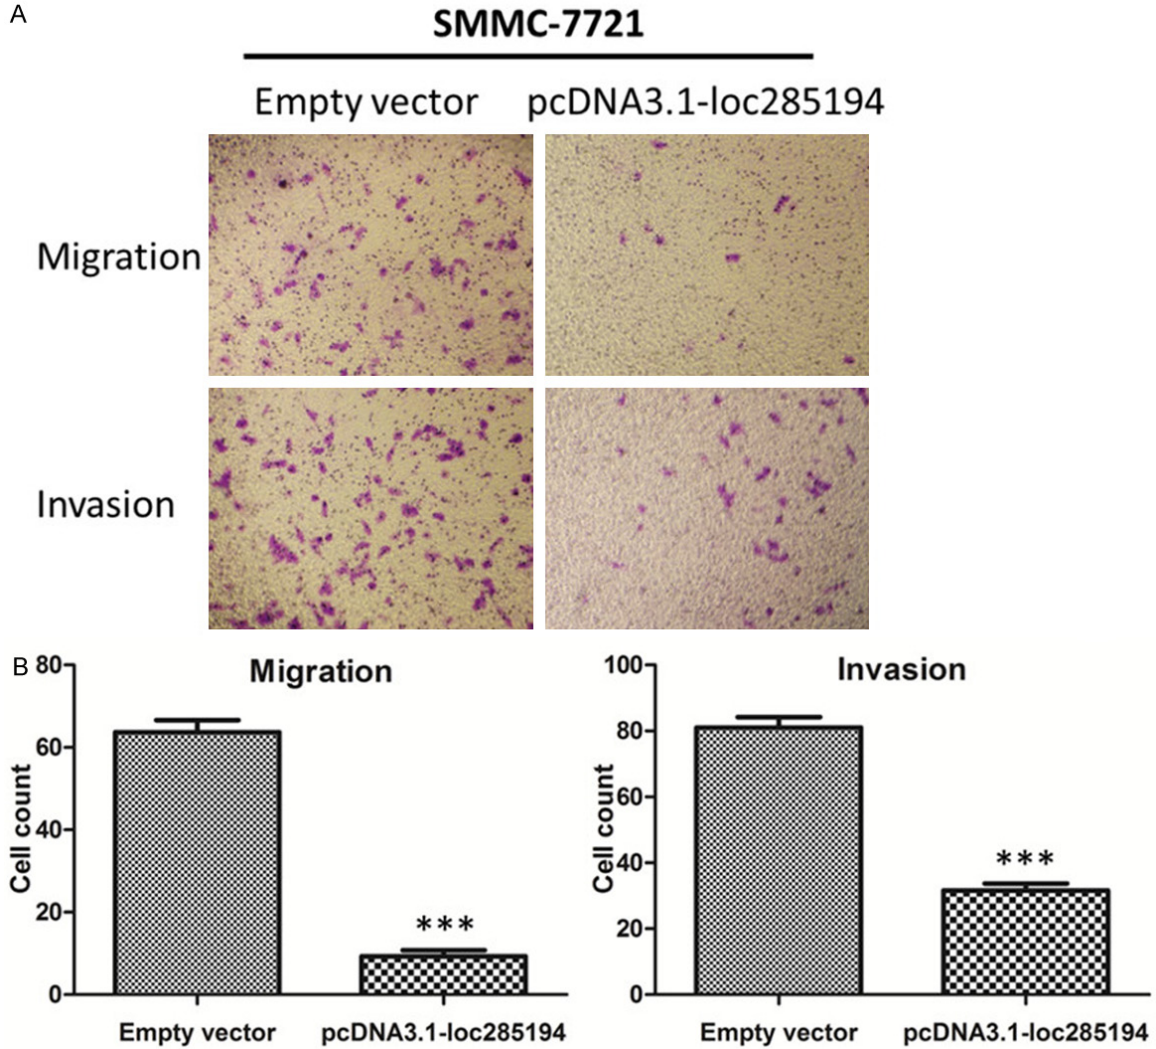 A
SMMC-7721
Empty vector pcDNA3.1-loc285194
Migration
Invasion
B
Migration
80
60
40
20
0
Cell count
***
Empty vector pcDNA3.1-loc285194
Invasion
100
80
60
40
20
0
Cell count
***
Empty vector pcDNA3.1-loc285194